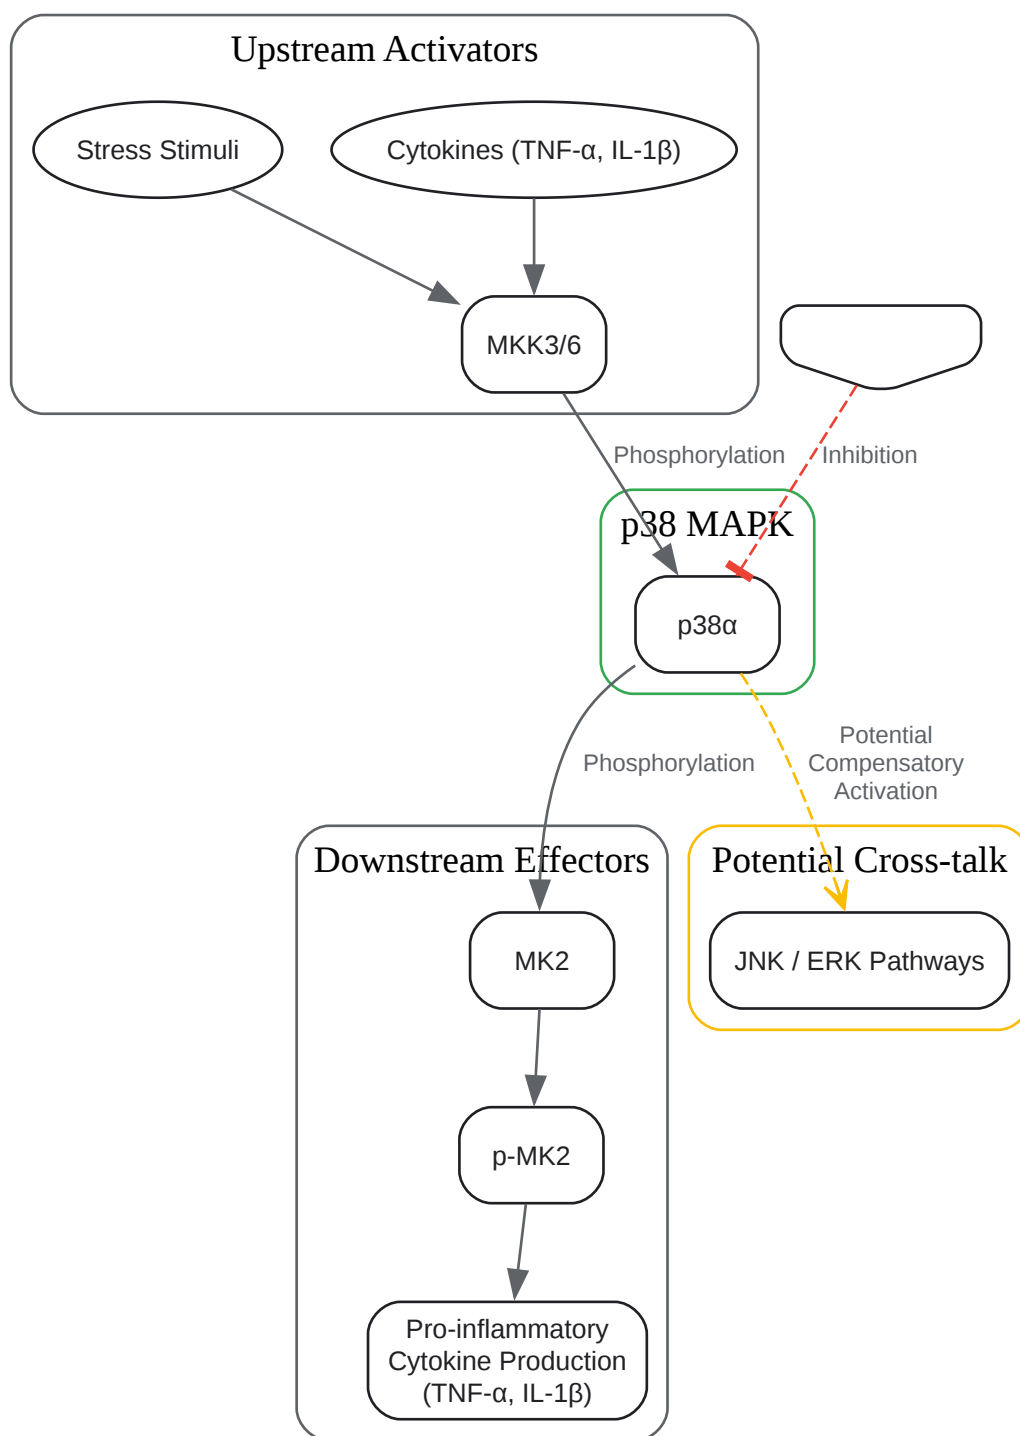 Upstream Activators
Stress Stimuli
Cytokines (TNF-α, IL-1β)
MKK3/6
Phosphorylation
Inhibition
p38 MAPK
p38α
Phosphorylation
Potential
Compensatory
Activation
Downstream Effectors
Potential Cross-talk
MK2
JNK / ERK Pathways
p-MK2
Pro-inflammatory
Cytokine Production
(TNF-α, IL-1β)